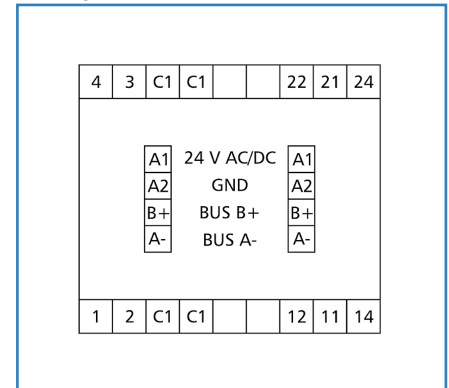 4 3 C1 C1 22 21 24
A1 24 V AC/DC A1
A2 GND A2
B+ BUS B+ B+
A- BUS A- A-
1 2 C1 C1 12 11 14